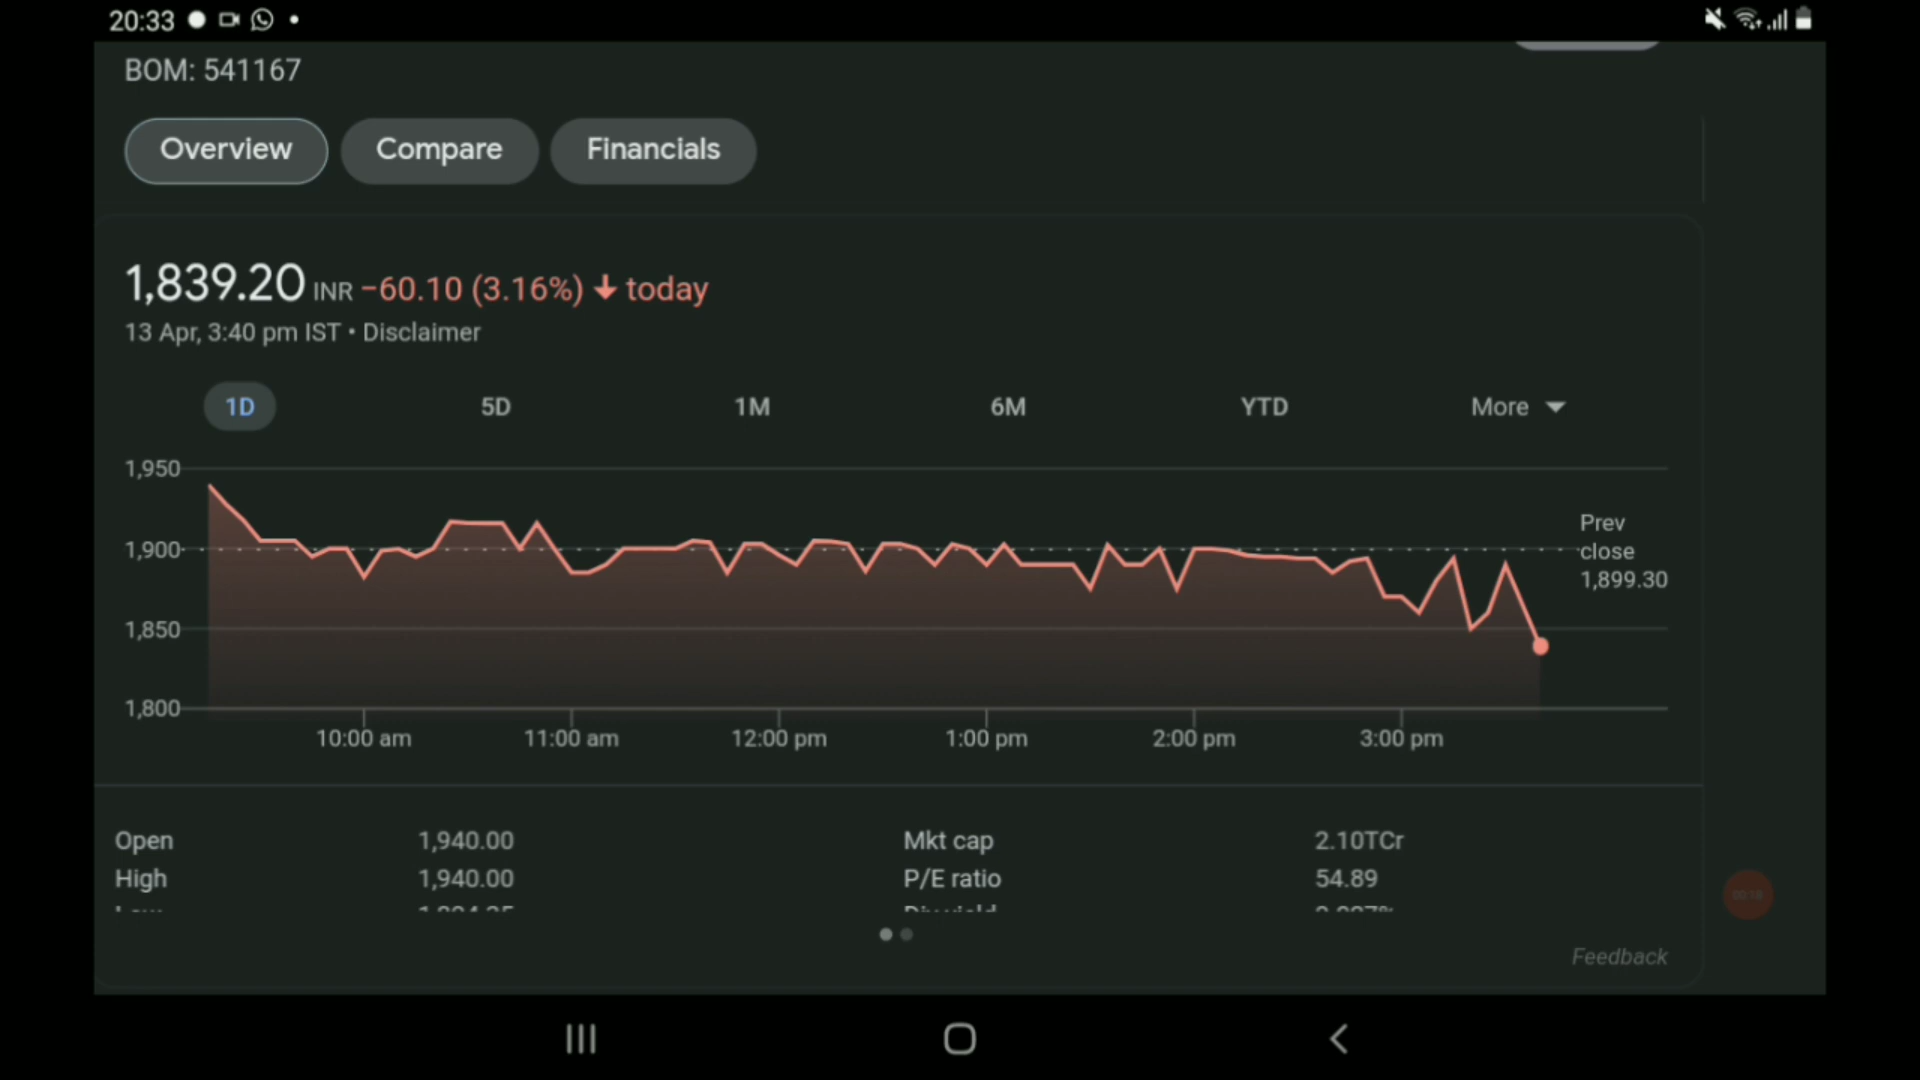 20:33
BOM: 541167
Overview Compare Financials
1,839.20 INR −60.10 (3.16%) ↓ today
13 Apr, 3:40 pm IST • Disclaimer
1D 5D 1M 6M YTD More
1,950
1,900
1,850
1,800
Prev
close
1,899.30
10:00 am 11:00 am 12:00 pm 1:00 pm 2:00 pm 3:00 pm
Open 1,940.00 Mkt cap 2.10TCr
High 1,940.00 P/E ratio 54.89
Feedback